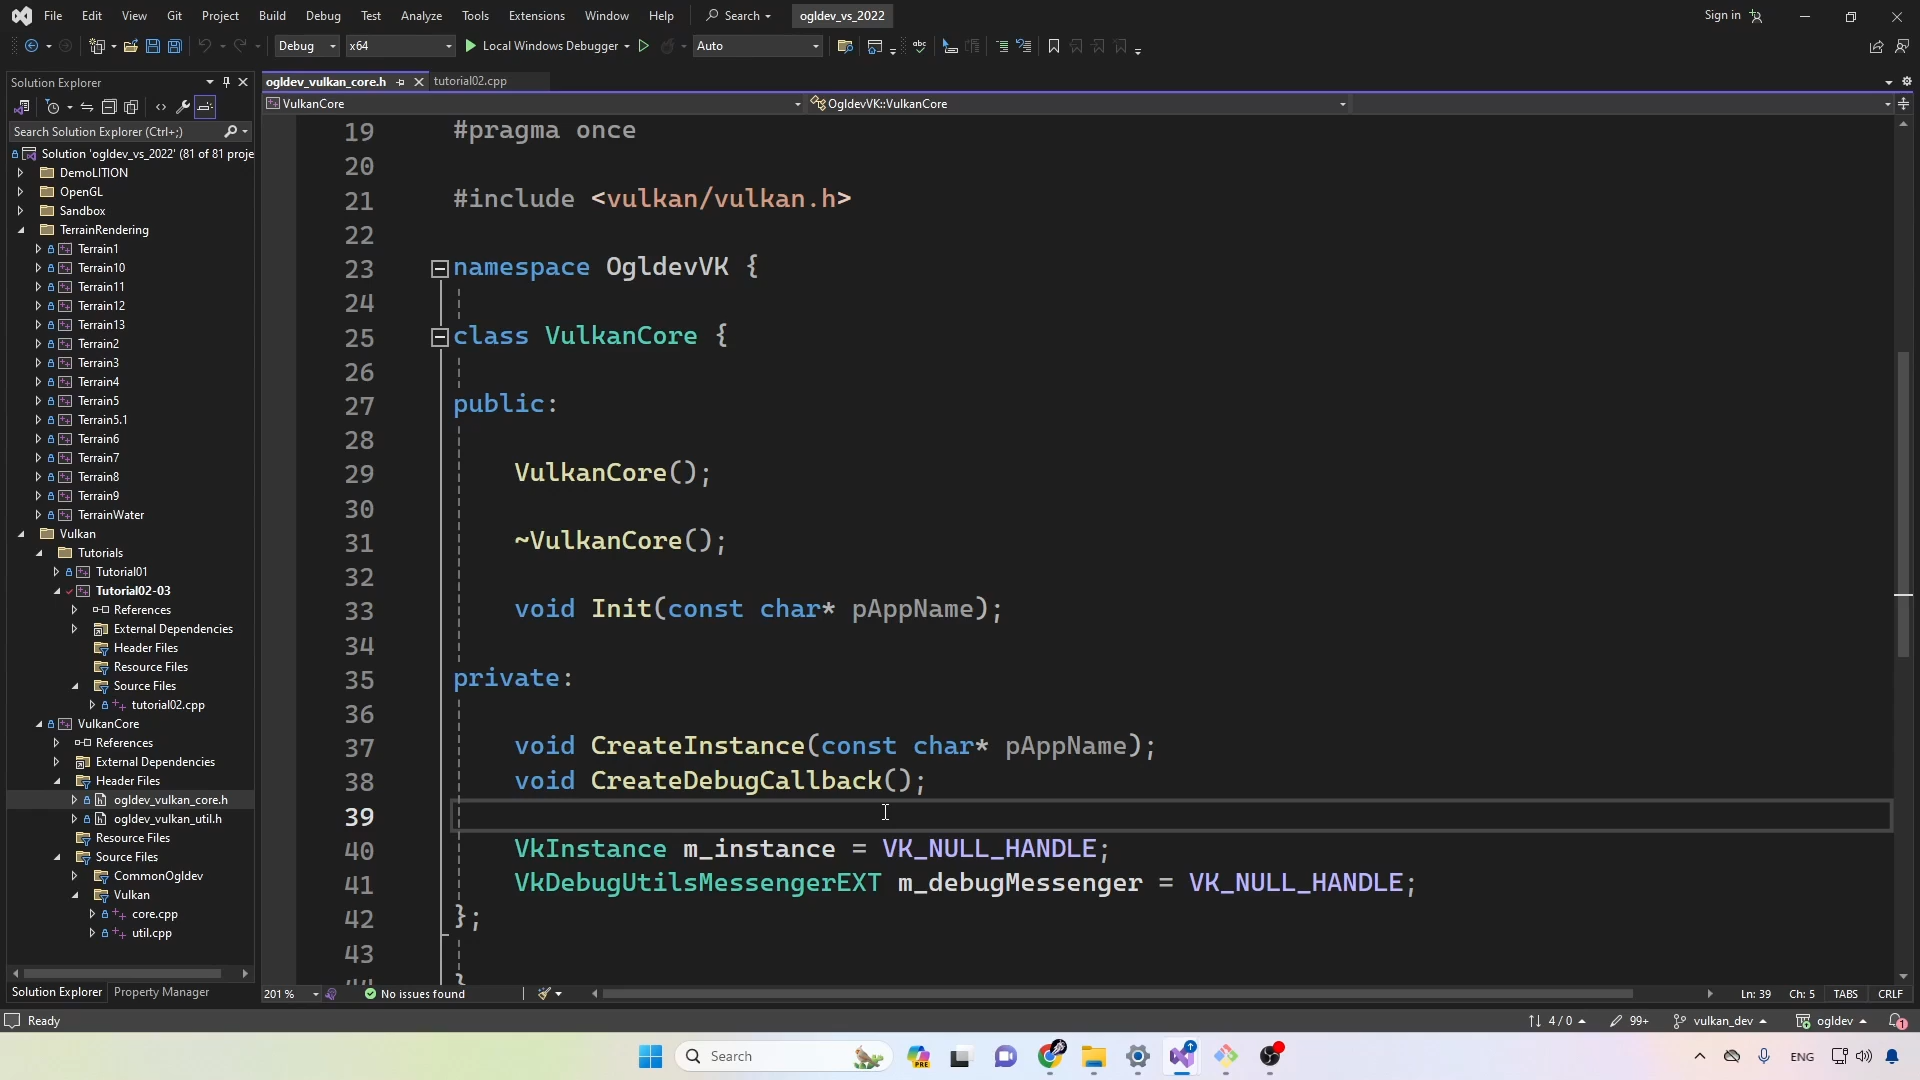 File Edit View Git Project Build Debug Test Analyze Tools Extensions Window Help Search ogldev_vs_2022 Sign in
Debug x64 Local Windows Debugger Auto
Solution Explorer
Search Solution Explorer (Ctrl+;)
Solution 'ogldev_vs_2022' (81 of 81 proje
DemoLITION
OpenGL
Sandbox
TerrainRendering
Terrain1
Terrain10
Terrain11
Terrain12
Terrain13
Terrain2
Terrain3
Terrain4
Terrain5
Terrain5.1
Terrain6
Terrain7
Terrain8
Terrain9
TerrainWater
Vulkan
Tutorials
Tutorial01
Tutorial02-03
References
External Dependencies
Header Files
Resource Files
Source Files
tutorial02.cpp
VulkanCore
References
External Dependencies
Header Files
ogldev_vulkan_core.h
ogldev_vulkan_util.h
Resource Files
Source Files
CommonOgldev
Vulkan
core.cpp
util.cpp
Solution Explorer Property Manager
ogldev_vulkan_core.h tutorial02.cpp
VulkanCore OgldevVK::VulkanCore
19 #pragma once
20
21 #include <vulkan/vulkan.h>
22
23 namespace OgldevVK {
24
25 class VulkanCore {
26
27 public:
28
29 VulkanCore();
30
31 ~VulkanCore();
32
33 void Init(const char* pAppName);
34
35 private:
36
37 void CreateInstance(const char* pAppName);
38 void CreateDebugCallback();
39
40 VkInstance m_instance = VK_NULL_HANDLE;
41 VkDebugUtilsMessengerEXT m_debugMessenger = VK_NULL_HANDLE;
42 };
43
201 % No issues found Ln: 39 Ch: 5 TABS CRLF
Ready 4 / 0 99+ vulkan_dev ogldev 1
Search PRE ENG